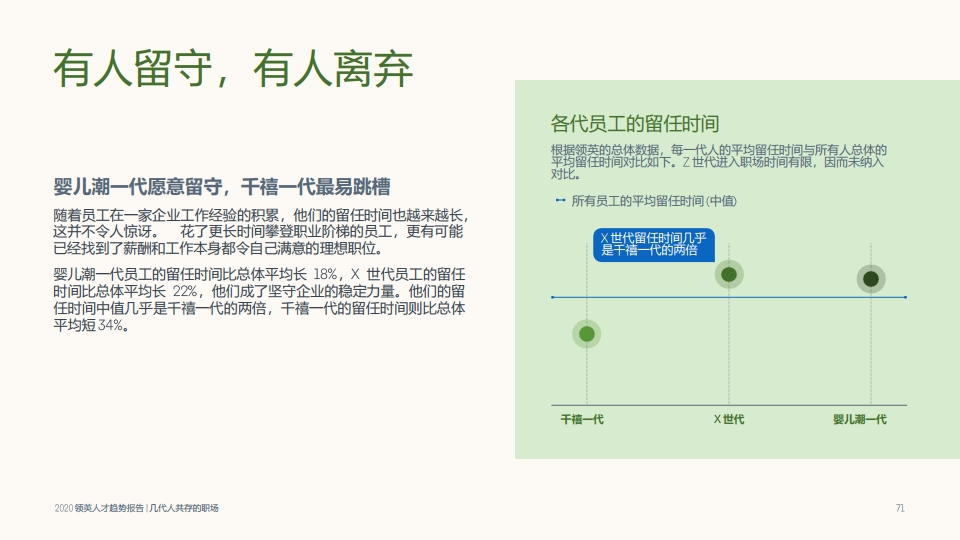 有人留守，有人离弃
婴儿潮一代愿意留守，千禧一代最易跳槽
随着员工在一家企业工作经验的积累，他们的留任时间也越来越长，
这并不令人惊讶。 花了更长时间攀登职业阶梯的员工，更有可能
已经找到了薪酬和工作本身都令自己满意的理想职位。
婴儿潮一代员工的留任时间比总体平均长 18%，X 世代员工的留任
时间比总体平均长 22%，他们成了坚守企业的稳定力量。他们的留
任时间中值几乎是千禧一代的两倍，千禧一代的留任时间则比总体
平均短 34%。
各代员工的留任时间
根据领英的总体数据，每一代人的平均留任时间与所有人总体的
平均留任时间对比如下。Z 世代进入职场时间有限，因而未纳入
对比。
所有员工的平均留任时间 (中值)
X 世代留任时间几乎
是千禧一代的两倍
千禧一代
X 世代
婴儿潮一代
2020 领英人才趋势报告 | 几代人共存的职场
71